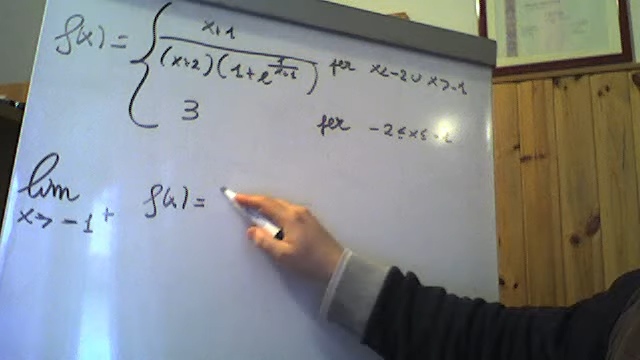 f(x) = { x+1 / (x+2)(1+e^{1/(x+1)}) per x<-2 ∪ x>-1
3 per -2≤x≤-1
lim x→-1+ f(x) =